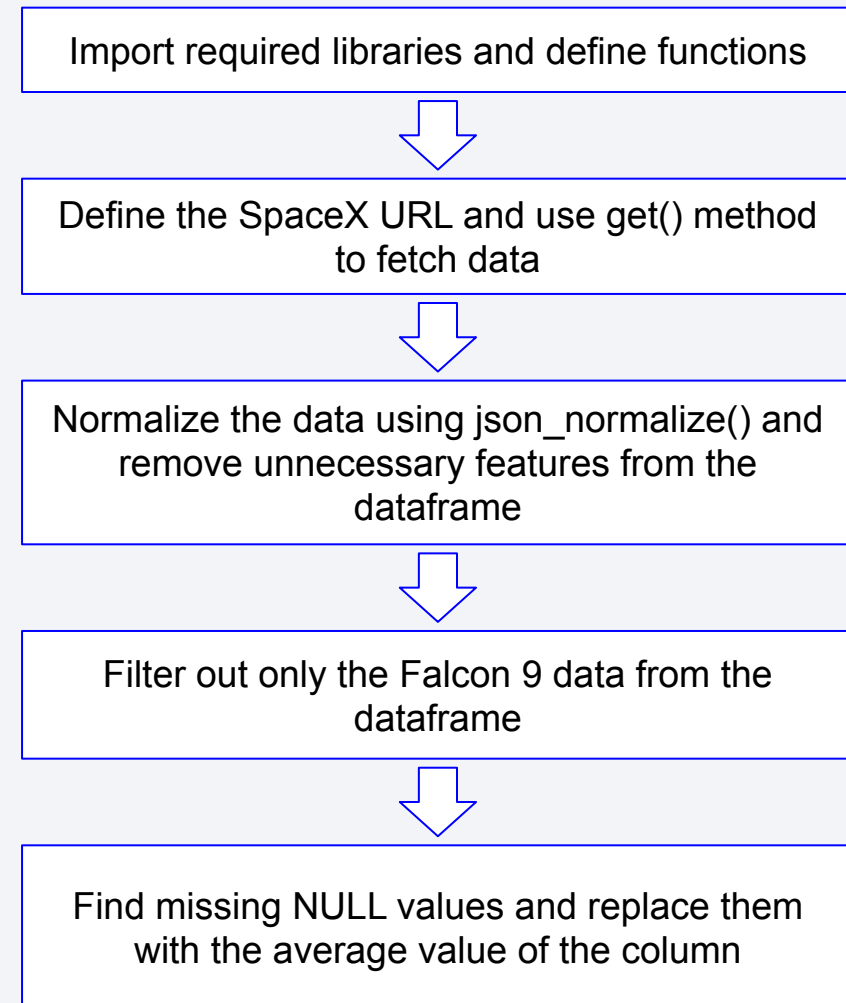 Import required libraries and define functions
Define the SpaceX URL and use get() method
to fetch data
Normalize the data using json_normalize() and
remove unnecessary features from the
dataframe
Filter out only the Falcon 9 data from the
dataframe
Find missing NULL values and replace them
with the average value of the column